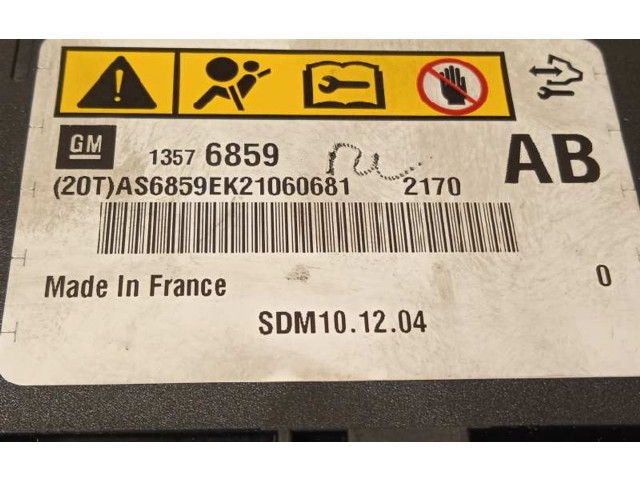 GM 1357 6859 AB
(20T)AS6859EK21060681 2170
Made In France 0
SDM10.12.04